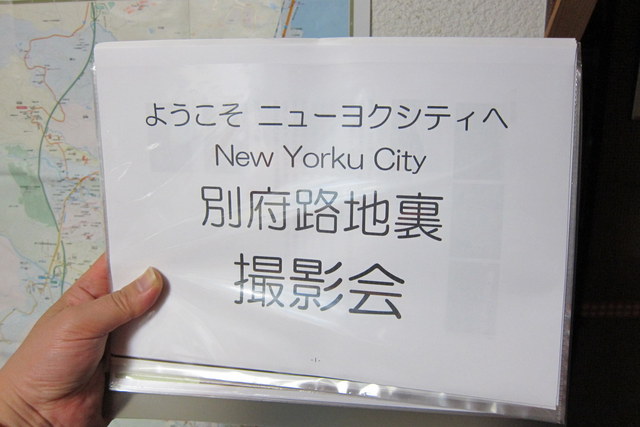 ようこそ ニューヨクシティへ
New Yorku City
別府路地裏
撮影会